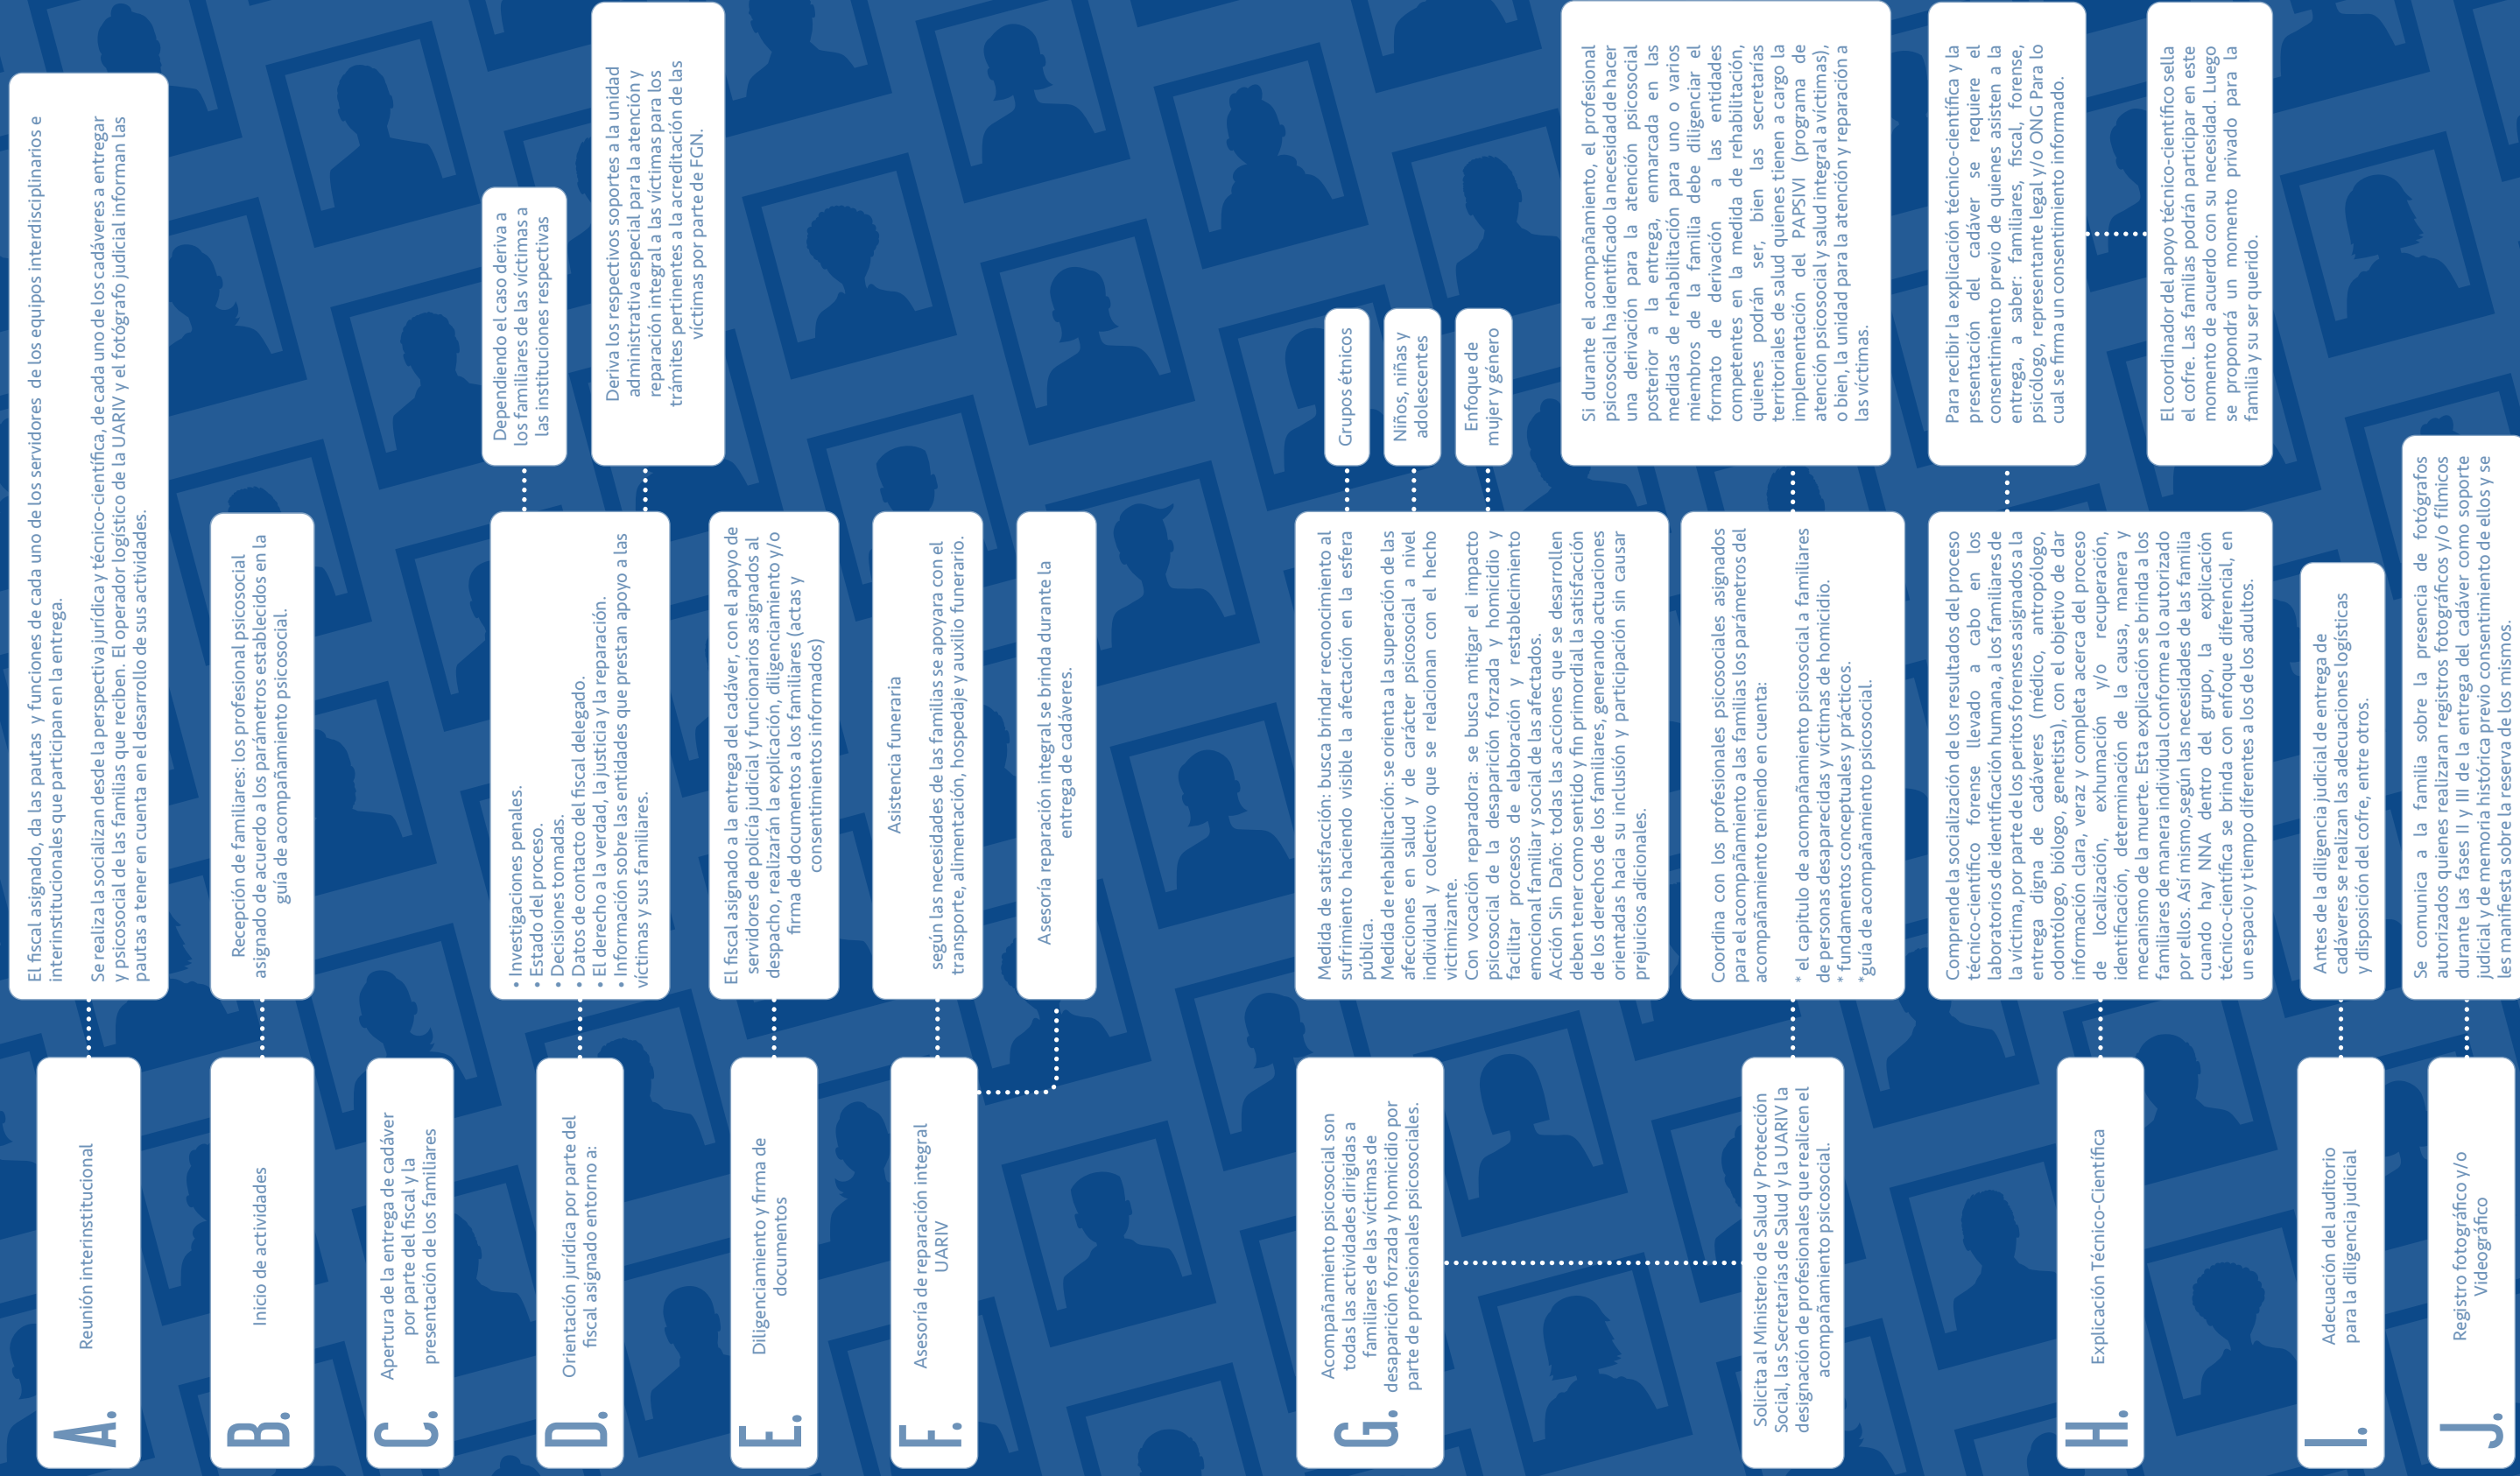 A.
Reunión interinstitucional
El fiscal asignado, da las pautas y funciones de cada uno de los servidores de los equipos interdisciplinarios e
interinstitucionales que participan en la entrega.
Se realiza la socializan desde la perspectiva jurídica y técnico-científica, de cada uno de los cadáveres a entregar
y psicosocial de las familias que reciben. El operador logístico de la UARIV y el fotógrafo judicial informan las
pautas a tener en cuenta en el desarrollo de sus actividades.
B.
Inicio de actividades
Recepción de familiares: los profesional psicosocial
asignado de acuerdo a los parámetros establecidos en la
guía de acompañamiento psicosocial.
C.
Apertura de la entrega de cadáver
por parte del fiscal y la
presentación de los familiares
D.
Orientación jurídica por parte del
fiscal asignado entorno a:
• Investigaciones penales.
• Estado del proceso.
• Decisiones tomadas.
• Datos de contacto del fiscal delegado.
• El derecho a la verdad, la justicia y la reparación.
• Información sobre las entidades que prestan apoyo a las
víctimas y sus familiares.
Dependiendo el caso deriva a
los familiares de las víctimas a
las instituciones respectivas
Deriva los respectivos soportes a la unidad
administrativa especial para la atención y
reparación integral a las víctimas para los
trámites pertinentes a la acreditación de las
víctimas por parte de FGN.
E.
Diligenciamiento y firma de
documentos
El fiscal asignado a la entrega del cadáver, con el apoyo de
servidores de policía judicial y funcionarios asignados al
despacho, realizarán la explicación, diligenciamiento y/o
firma de documentos a los familiares (actas y
consentimientos informados)
F.
Asesoría de reparación integral
UARIV
Asistencia funeraria
según las necesidades de las familias se apoyara con el
transporte, alimentación, hospedaje y auxilio funerario.
Asesoría reparación integral se brinda durante la
entrega de cadáveres.
G.
Acompañamiento psicosocial son
todas las actividades dirigidas a
familiares de las víctimas de
desaparición forzada y homicidio por
parte de profesionales psicosociales.
Medida de satisfacción: busca brindar reconocimiento al
sufrimiento haciendo visible la afectación en la esfera
pública.
Medida de rehabilitación: se orienta a la superación de las
afecciones en salud y de carácter psicosocial a nivel
individual y colectivo que se relacionan con el hecho
victimizante.
Con vocación reparadora: se busca mitigar el impacto
psicosocial de la desaparición forzada y homicidio y
facilitar procesos de elaboración y restablecimiento
emocional familiar y social de las afectados.
Acción Sin Daño: todas las acciones que se desarrollen
deben tener como sentido y fin primordial la satisfacción
de los derechos de los familiares, generando actuaciones
orientadas hacia su inclusión y participación sin causar
prejuicios adicionales.
Grupos étnicos
Niños, niñas y
adolescentes
Enfoque de
mujer y género
Solicita al Ministerio de Salud y Protección
Social, las Secretarías de Salud y la UARIV la
designación de profesionales que realicen el
acompañamiento psicosocial.
Coordina con los profesionales psicosociales asignados
para el acompañamiento a las familias los parámetros del
acompañamiento teniendo en cuenta:
* el capítulo de acompañamiento psicosocial a familiares
de personas desaparecidas y víctimas de homicidio.
* fundamentos conceptuales y prácticos.
*guía de acompañamiento psicosocial.
Si durante el acompañamiento, el profesional
psicosocial ha identificado la necesidad de hacer
una derivación para la atención psicosocial
posterior a la entrega, enmarcada en las
medidas de rehabilitación para uno o varios
miembros de la familia debe diligenciar el
formato de derivación a las entidades
competentes en la medida de rehabilitación,
quienes podrán ser, bien las secretarías
territoriales de salud quienes tienen a cargo la
implementación del PAPSIVI (programa de
atención psicosocial y salud integral a víctimas),
o bien, la unidad para la atención y reparación a
las víctimas.
H.
Explicación Técnico-Científica
Comprende la socialización de los resultados del proceso
técnico-científico forense llevado a cabo en los
laboratorios de identificación humana, a los familiares de
la víctima, por parte de los peritos forenses asignados a la
entrega digna de cadáveres (médico, antropólogo,
odontólogo, biólogo, genetista), con el objetivo de dar
información clara, veraz y completa acerca del proceso
de localización, exhumación y/o recuperación,
identificación, determinación de la causa, manera y
mecanismo de la muerte. Esta explicación se brinda a los
familiares de manera individual conforme a lo autorizado
por ellos. Así mismo,según las necesidades de las familia
cuando hay NNA dentro del grupo, la explicación
técnico-científica se brinda con enfoque diferencial, en
un espacio y tiempo diferentes a los de los adultos.
Para recibir la explicación técnico-científica y la
presentación del cadáver se requiere el
consentimiento previo de quienes asisten a la
entrega, a saber: familiares, fiscal, forense,
psicólogo, representante legal y/o ONG Para lo
cual se firma un consentimiento informado.
El coordinador del apoyo técnico-científico sella
el cofre. Las familias podrán participar en este
momento de acuerdo con su necesidad. Luego
se propondrá un momento privado para la
familia y su ser querido.
I.
Adecuación del auditorio
para la diligencia judicial
Antes de la diligencia judicial de entrega de
cadáveres se realizan las adecuaciones logísticas
y disposición del cofre, entre otros.
J.
Registro fotográfico y/o
Videográfico
Se comunica a la familia sobre la presencia de fotógrafos
autorizados quienes realizaran registros fotográficos y/o fílmicos
durante las fases II y III de la entrega del cadáver como soporte
judicial y de memoria histórica previo consentimiento de ellos y se
les manifiesta sobre la reserva de los mismos.